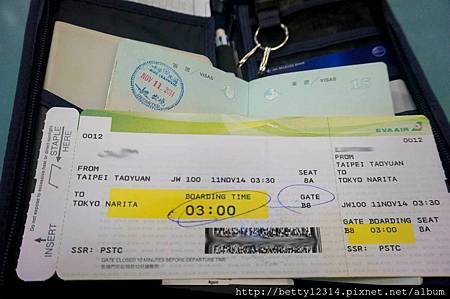 VISAS
VISAS
NOV 11. 2014
STAPLE HERE
INSERT
0012
FROM
TAIPEI TAOYUAN
JW 100 11NOV14 03:30
SEAT
8A
TO
TOKYO NARITA
BOARDING TIME
03:00
GATE
B8
SSR: PSTC
GATE CLOSED 10 MINUTES BEFORE DEPARTURE TIME
EVA AIR
0012
FROM
TAIPEI TAOYUAN
TO
TOKYO NARITA
JW100 11NOV14 03:30
GATE BOARDING SEAT
B8 03:00 8A
SSR: PSTC
http://betty12314.pixnet.net/album